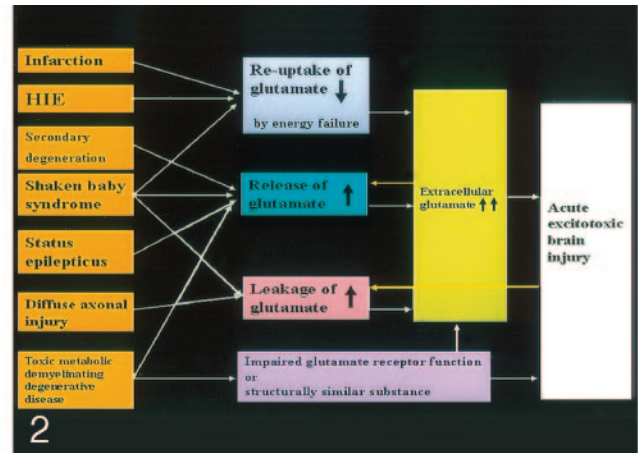 Infarction
HIE
Secondary
degeneration
Shaken baby
syndrome
Status
epilepticus
Diffuse axonal
injury
Toxic metabolic
demyelinating
degenerative
disease
Re-uptake of
glutamate ↓
by energy failure
Release of
glutamate ↑
Leakage of
glutamate ↑
Impaired glutamate receptor function
or
structurally similar substance
Extracellular
glutamate ↑↑
Acute
excitotoxic
brain
injury
2